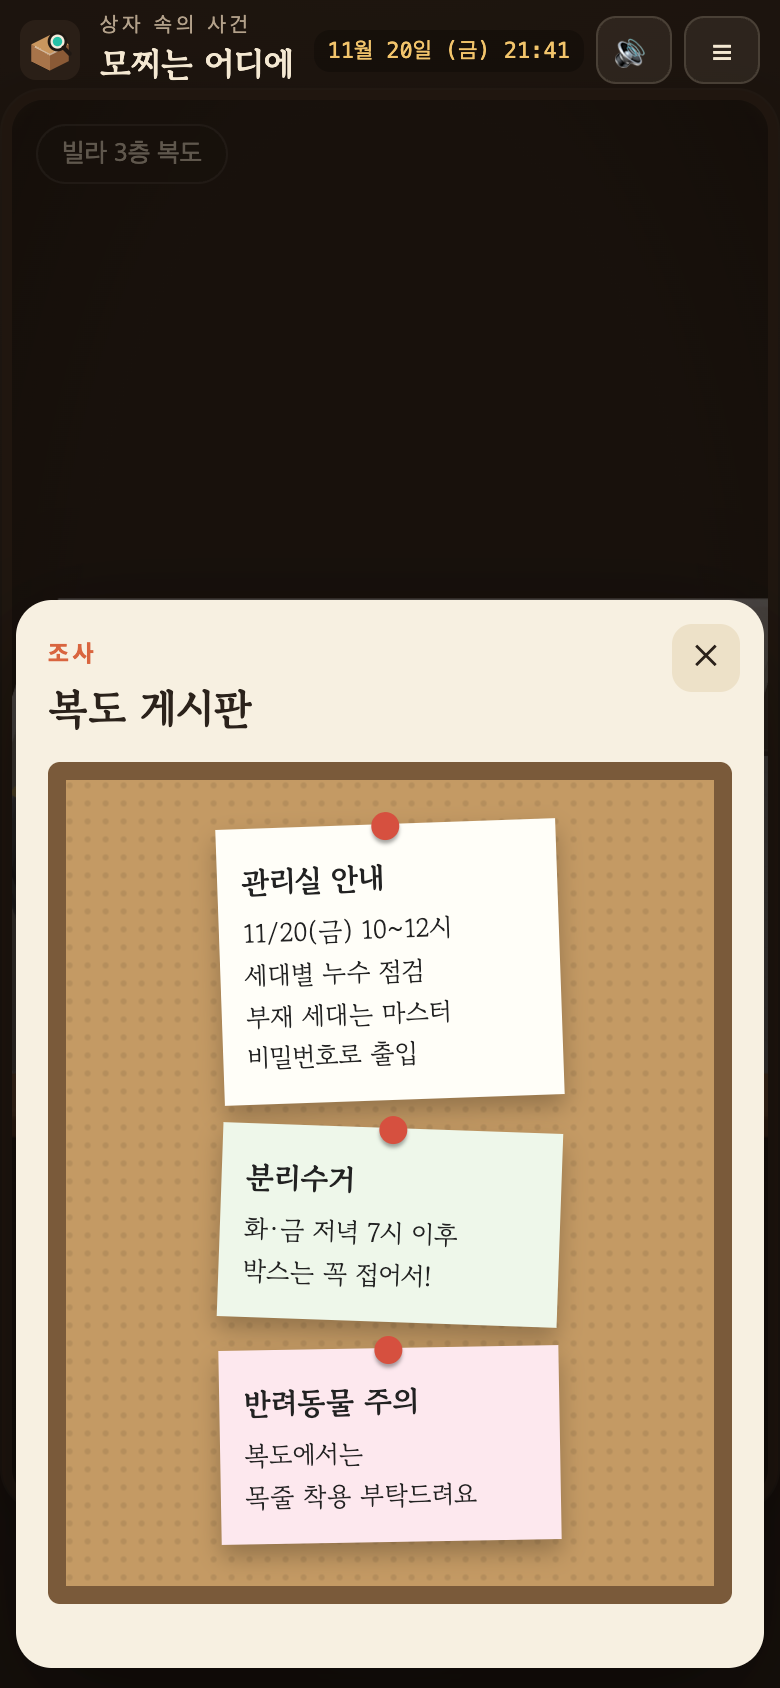 상자 속의 사건
모찌는 어디에
11월 20일 (금) 21:41
빌라 3층 복도
조사
복도 게시판
관리실 안내
11/20(금) 10~12시
세대별 누수 점검
부재 세대는 마스터
비밀번호로 출입
분리수거
화·금 저녁 7시 이후
박스는 꼭 접어서!
반려동물 주의
복도에서는
목줄 착용 부탁드려요